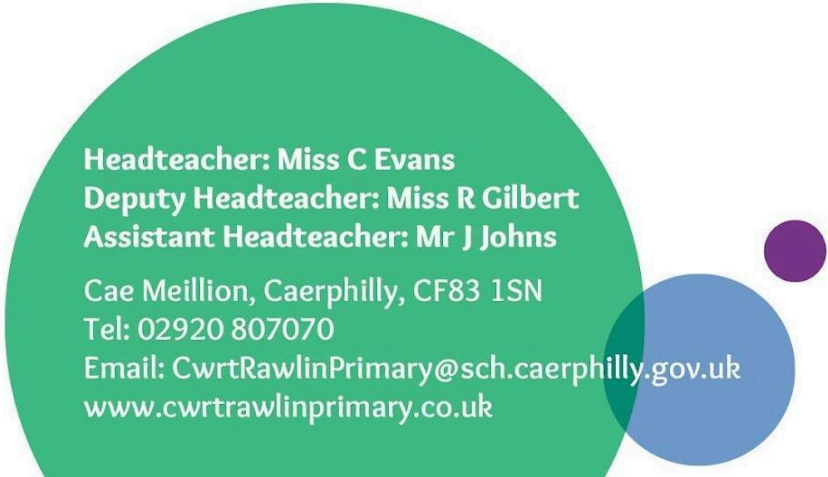 Headteacher: Miss C Evans
Deputy Headteacher: Miss R Gilbert
Assistant Headteacher: Mr J Johns
Cae Meillion, Caerphilly, CF83 1SN
Tel: 02920 807070
Email: CwrtRawlinPrimary@sch.caerphilly.gov.uk
www.cwrtrawlinprimary.co.uk